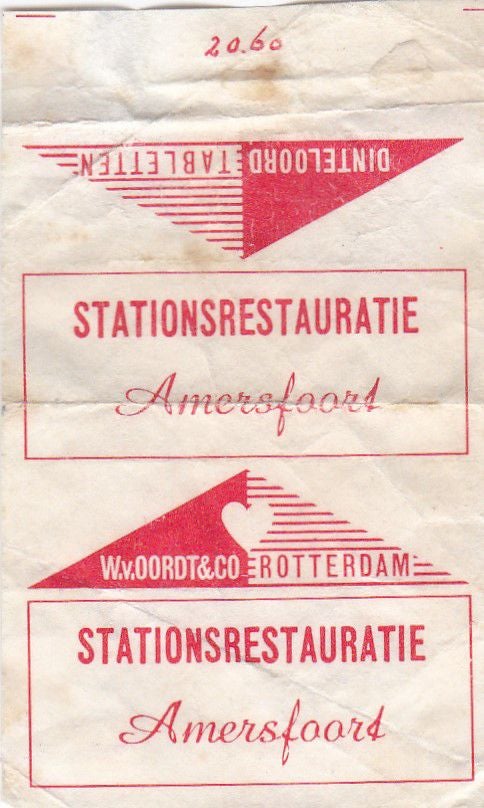 20.60
DINTELOORD TABLETTEN
STATIONSRESTAURATIE
Amersfoort
W.v.OORDT&CO ROTTERDAM
STATIONSRESTAURATIE
Amersfoort